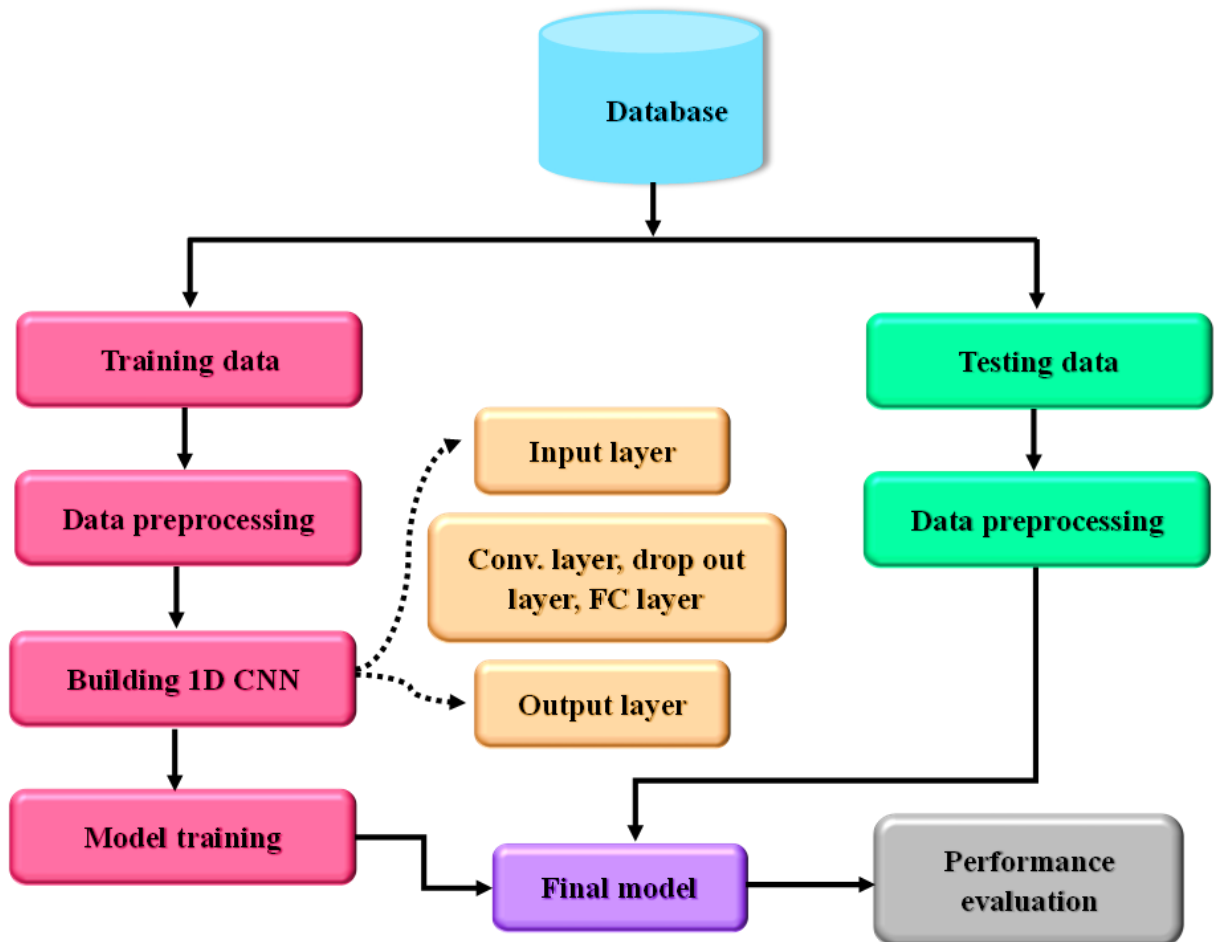 Database
Training data
Testing data
Input layer
Data preprocessing
Data preprocessing
Conv. layer, drop out
layer, FC layer
Building 1D CNN
Output layer
Model training
Final model
Performance
evaluation